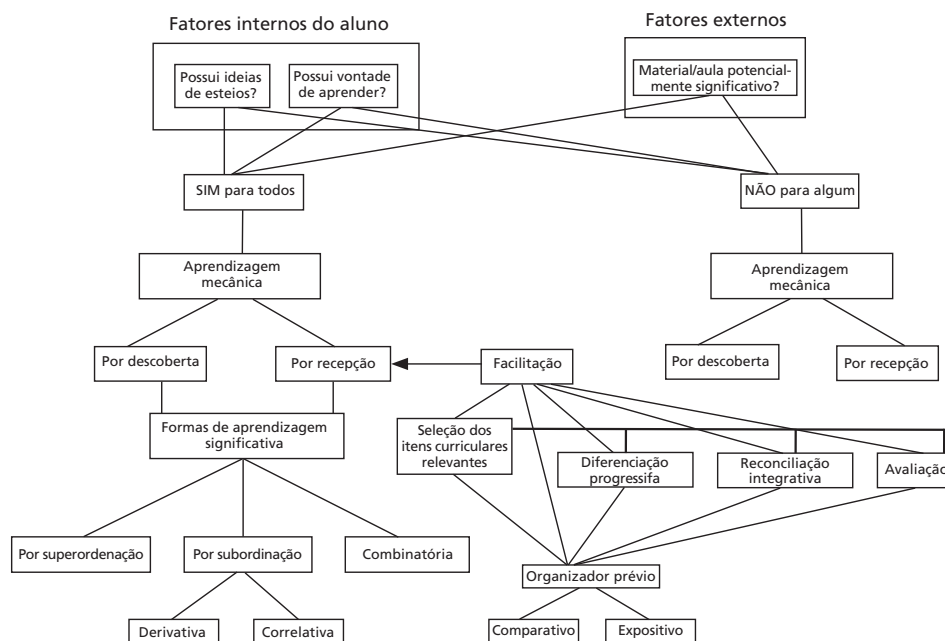 Fatores internos do aluno
Fatores externos
Possui ideias
de esteios?
Possui vontade
de aprender?
Material/aula potencial-
mente significativo?
SIM para todos
NÃO para algum
Aprendizagem
mecânica
Aprendizagem
mecânica
Por descoberta
Por recepção
Facilitação
Por descoberta
Por recepção
Formas de aprendizagem
significativa
Seleção dos
itens curriculares
relevantes
Diferenciação
progressifa
Reconciliação
integrativa
Avaliação
Por superordenação
Por subordinação
Combinatória
Organizador prévio
Derivativa
Correlativa
Comparativo
Expositivo